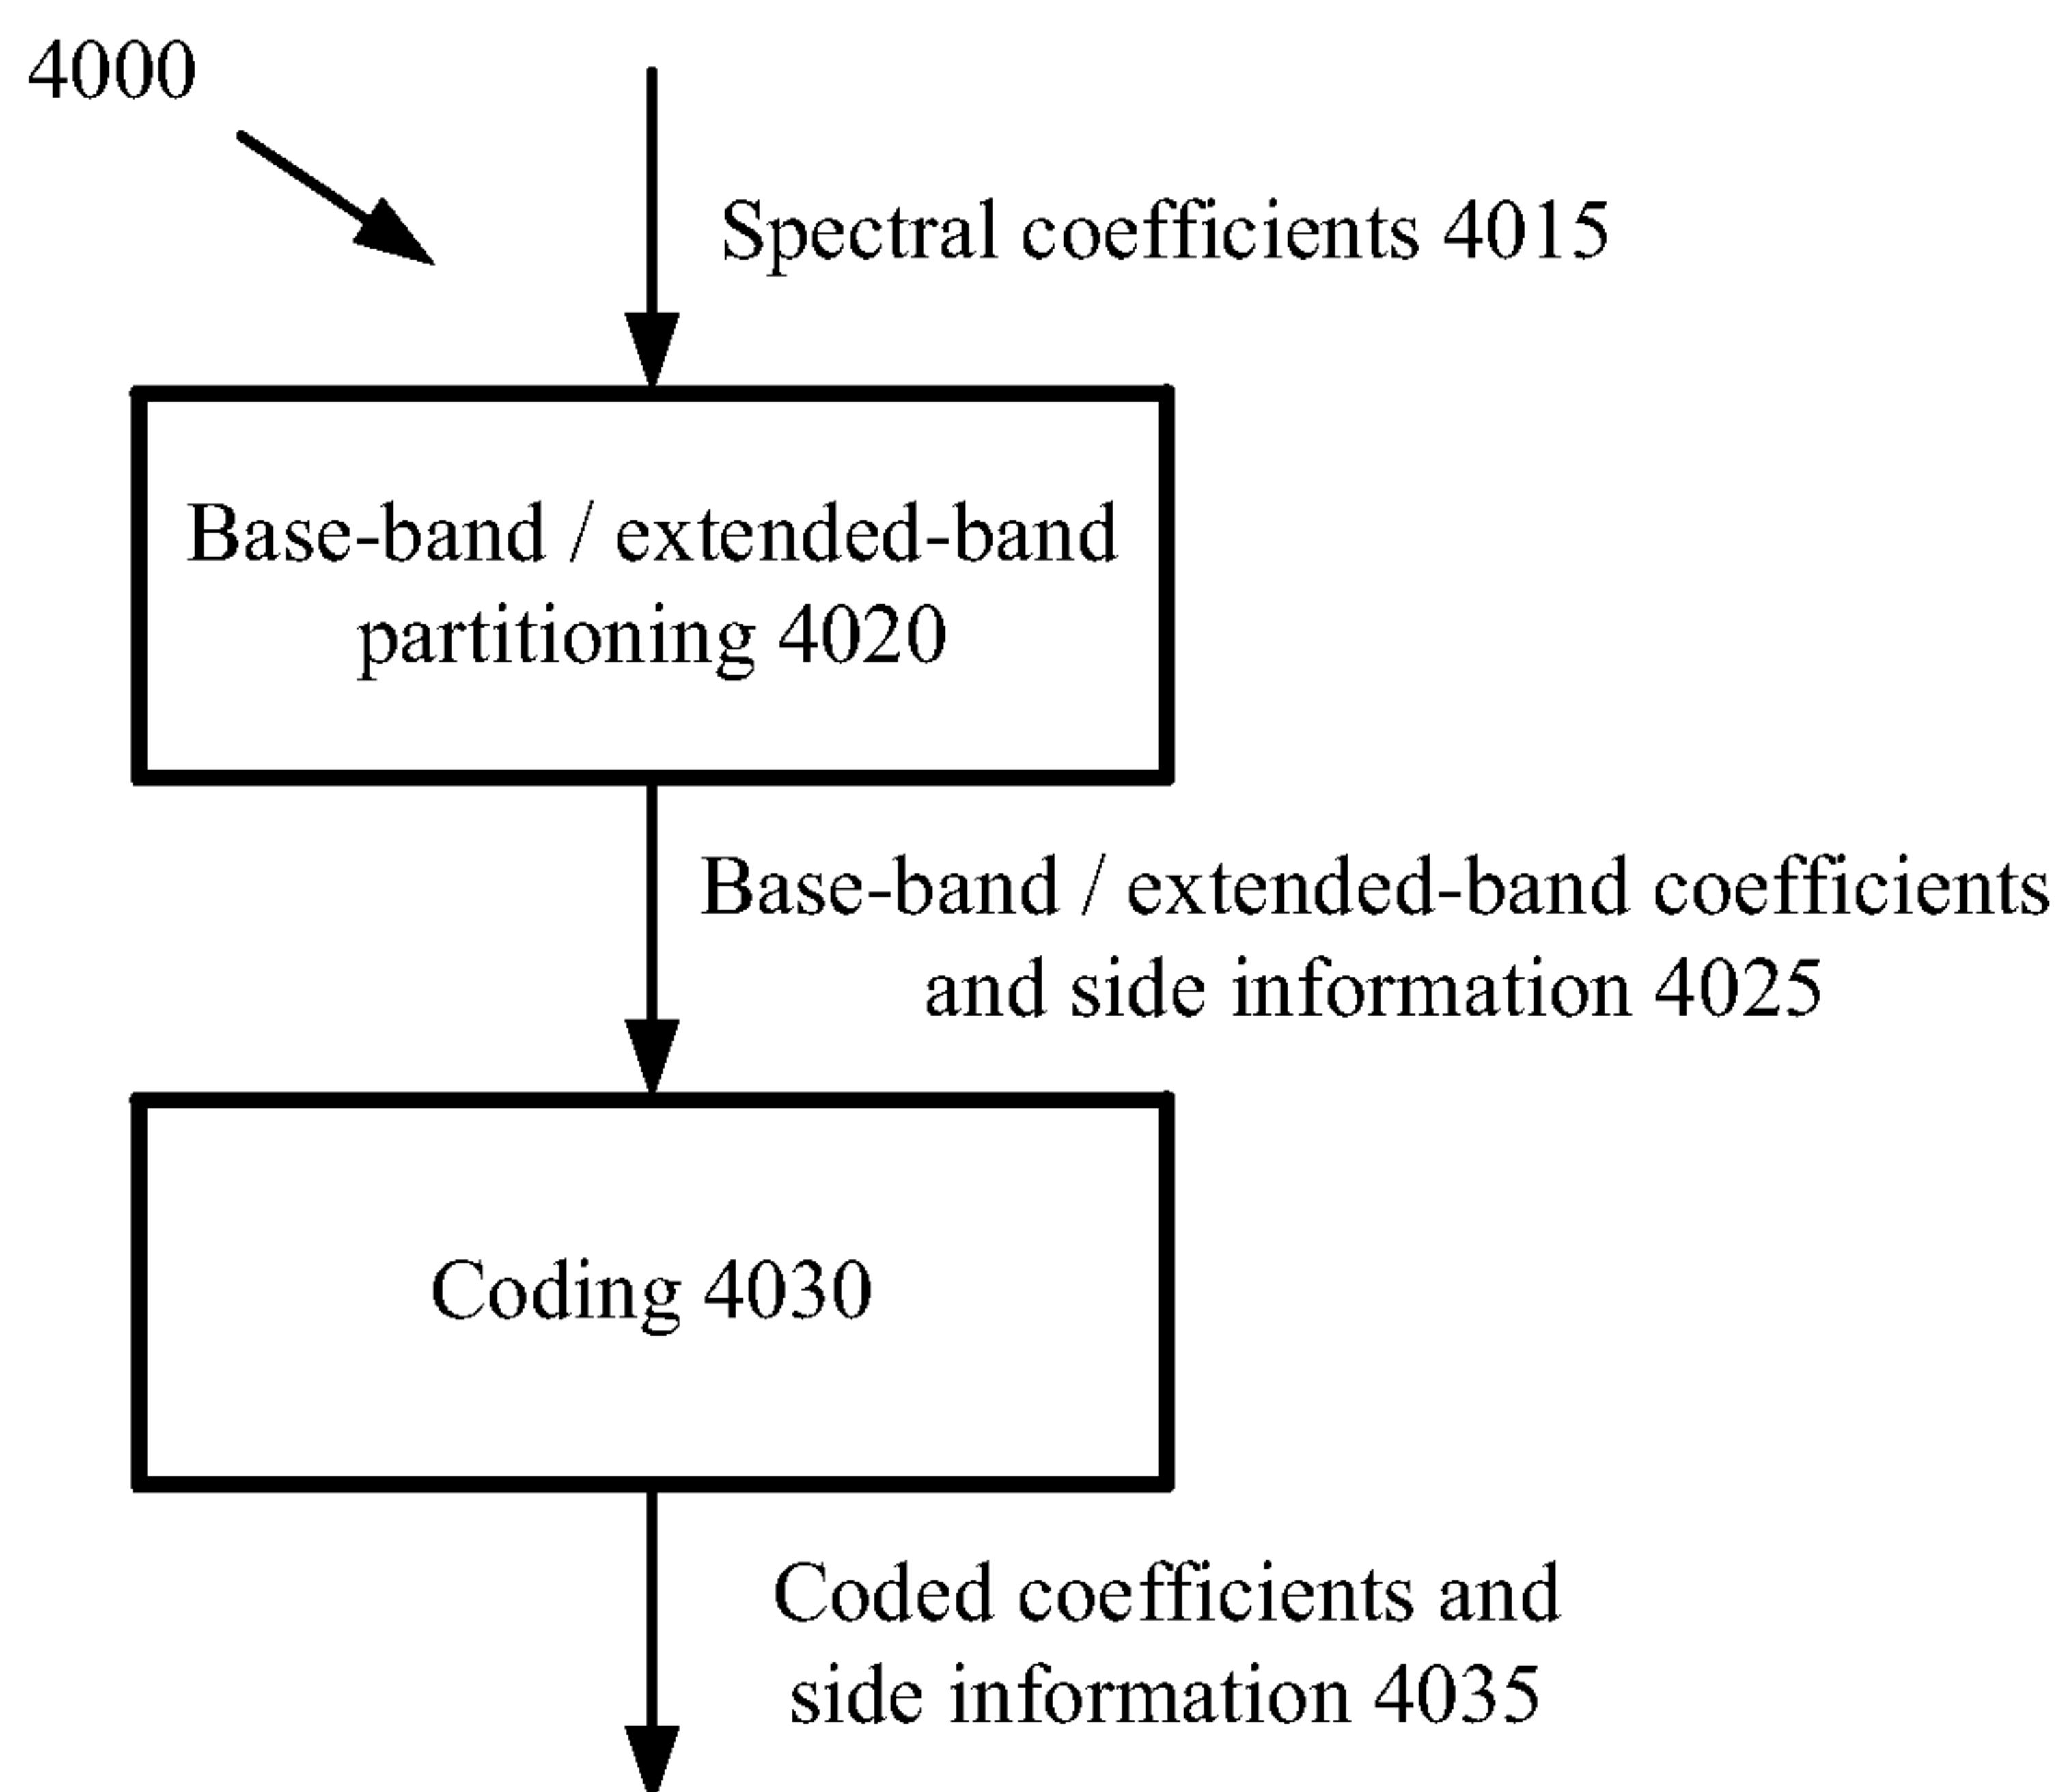 4000
Spectral coefficients 4015
Base-band / extended-band
partitioning 4020
Base-band / extended-band coefficients
and side information 4025
Coding 4030
Coded coefficients and
side information 4035